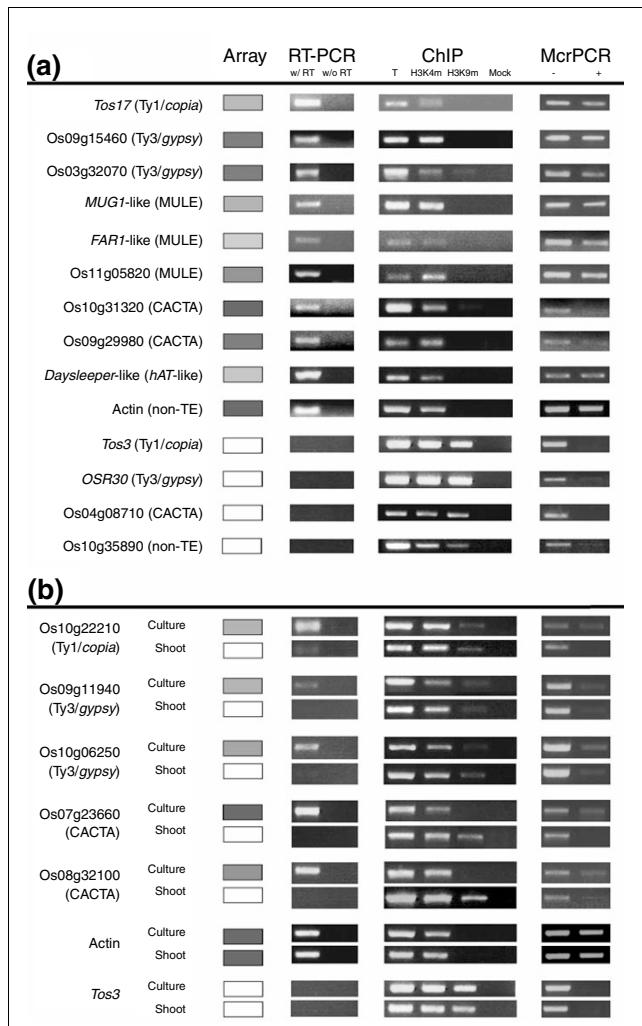 Array RT-PCR ChIP McrPCR
(a) w/ RT w/o RT T H3K4m H3K9m Mock - +
Tos17 (Ty1/copia)
Os09g15460 (Ty3/gypsy)
Os03g32070 (Ty3/gypsy)
MUG1-like (MULE)
FAR1-like (MULE)
Os11g05820 (MULE)
Os10g31320 (CACTA)
Os09g29980 (CACTA)
Daysleeper-like (hAT-like)
Actin (non-TE)
Tos3 (Ty1/copia)
OSR30 (Ty3/gypsy)
Os04g08710 (CACTA)
Os10g35890 (non-TE)
(b)
Os10g22210 Culture
(Ty1/copia) Shoot
Os09g11940 Culture
(Ty3/gypsy) Shoot
Os10g06250 Culture
(Ty3/gypsy) Shoot
Os07g23660 Culture
(CACTA) Shoot
Os08g32100 Culture
(CACTA) Shoot
Actin Culture
Shoot
Tos3 Culture
Shoot